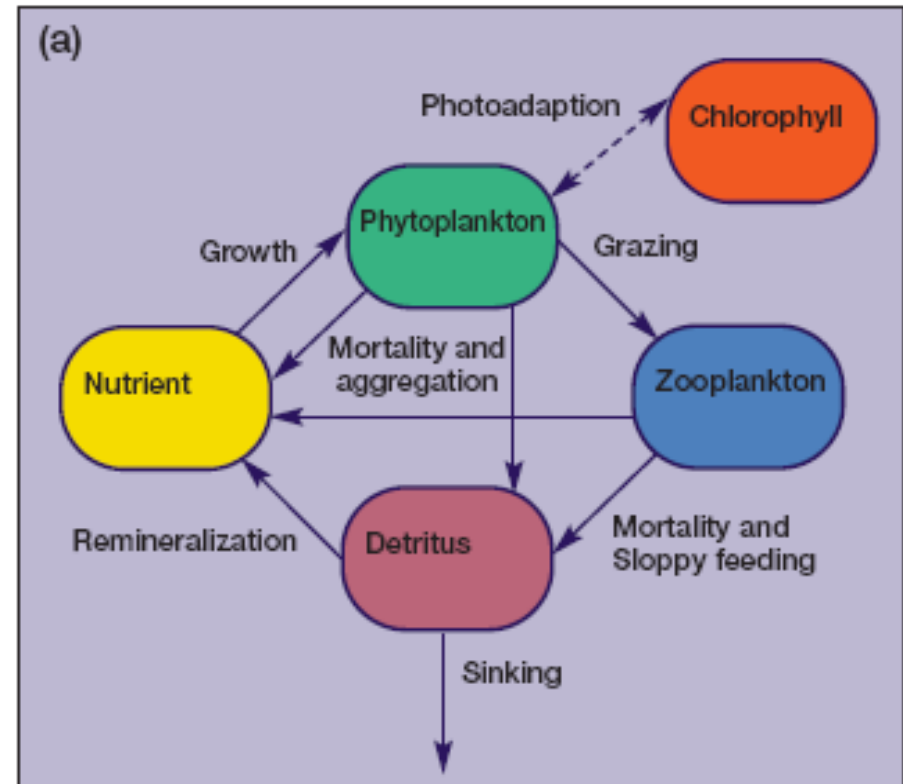 (a)
Photoadaption
Chlorophyll
Phytoplankton
Growth
Grazing
Mortality and
aggregation
Nutrient
Zooplankton
Remineralization
Detritus
Mortality and
Sloppy feeding
Sinking